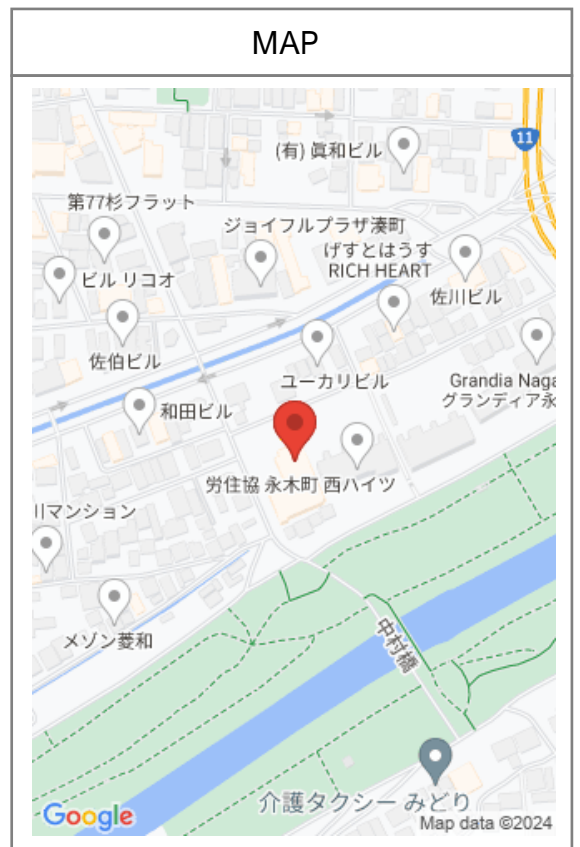 MAP
11
(有) 眞和ビル
第77杉フラット
ジョイフルプラザ湊町
げすとはうす
RICH HEART
ビル リコオ
佐川ビル
佐伯ビル
ユーカリビル
Grandia Naga
グランディア永
和田ビル
労住協 永木町 西ハイツ
川マンション
メゾン菱和
中村橋
介護タクシー みどり
Google
Map data ©2024